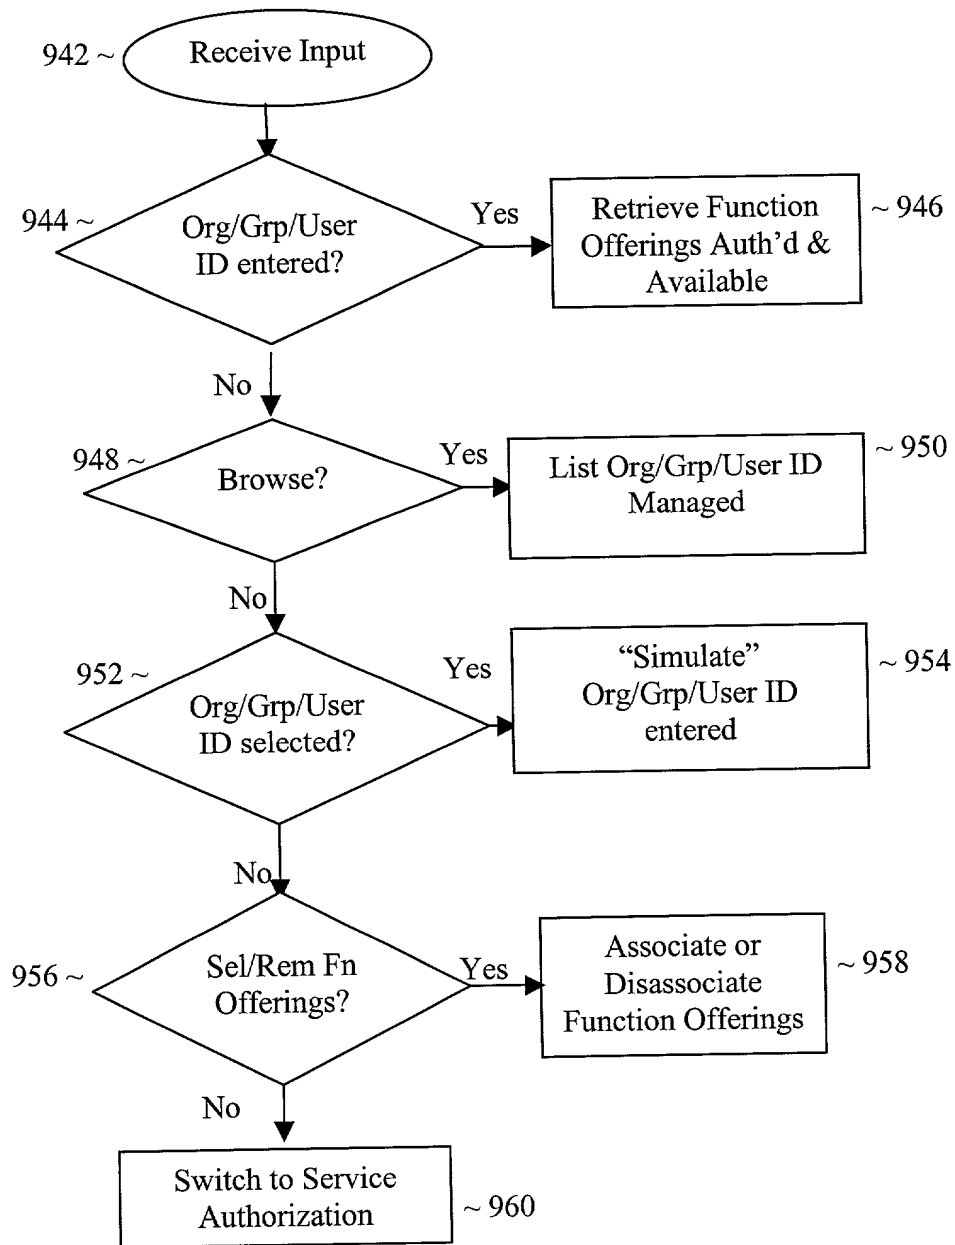 942 ~
Receive Input
944 ~
Org/Grp/User
ID entered?
Yes
Retrieve Function
Offerings Auth'd &
Available
~ 946
No
948 ~
Browse?
Yes
List Org/Grp/User ID
Managed
~ 950
No
952 ~
Org/Grp/User
ID selected?
Yes
“Simulate”
Org/Grp/User ID
entered
~ 954
No
956 ~
Sel/Rem Fn
Offerings?
Yes
Associate or
Disassociate
Function Offerings
~ 958
No
Switch to Service
Authorization
~ 960